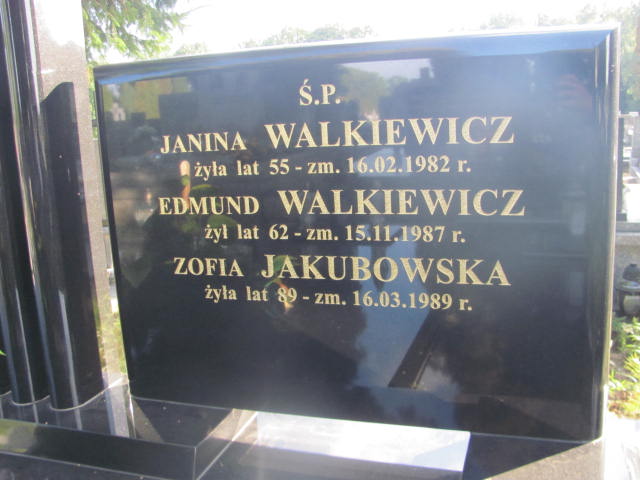 Ś.P.
JANINA WALKIEWICZ
żyła lat 55 - zm. 16.02.1982 r.
EDMUND WALKIEWICZ
żył lat 62 - zm. 15.11.1987 r.
ZOFIA JAKUBOWSKA
żyła lat 89 - zm. 16.03.1989 r.